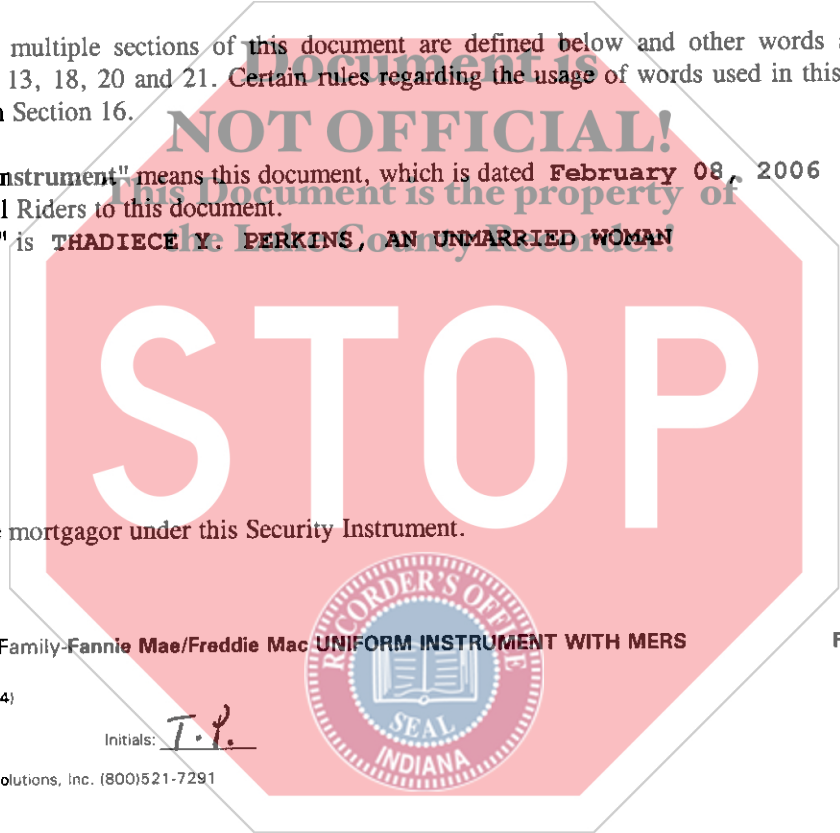 multiple sections of this document are defined below and other words
13, 18, 20 and 21. Certain rules regarding the usage of words used in this
Section 16.
Document is
NOT OFFICIAL!
This Document is the property of
the Lake County Recorder!
nstrument" means this document, which is dated February 08, 2006
l Riders to this document.
" is THADIECE Y. PERKINS, AN UNMARRIED WOMAN
STOP
mortgagor under this Security Instrument.
RECORDER'S OFFICE
SEAL
INDIANA
Family-Fannie Mae/Freddie Mac UNIFORM INSTRUMENT WITH MERS
4)
Initials: T.P.
olutions, Inc. (800)521-7291